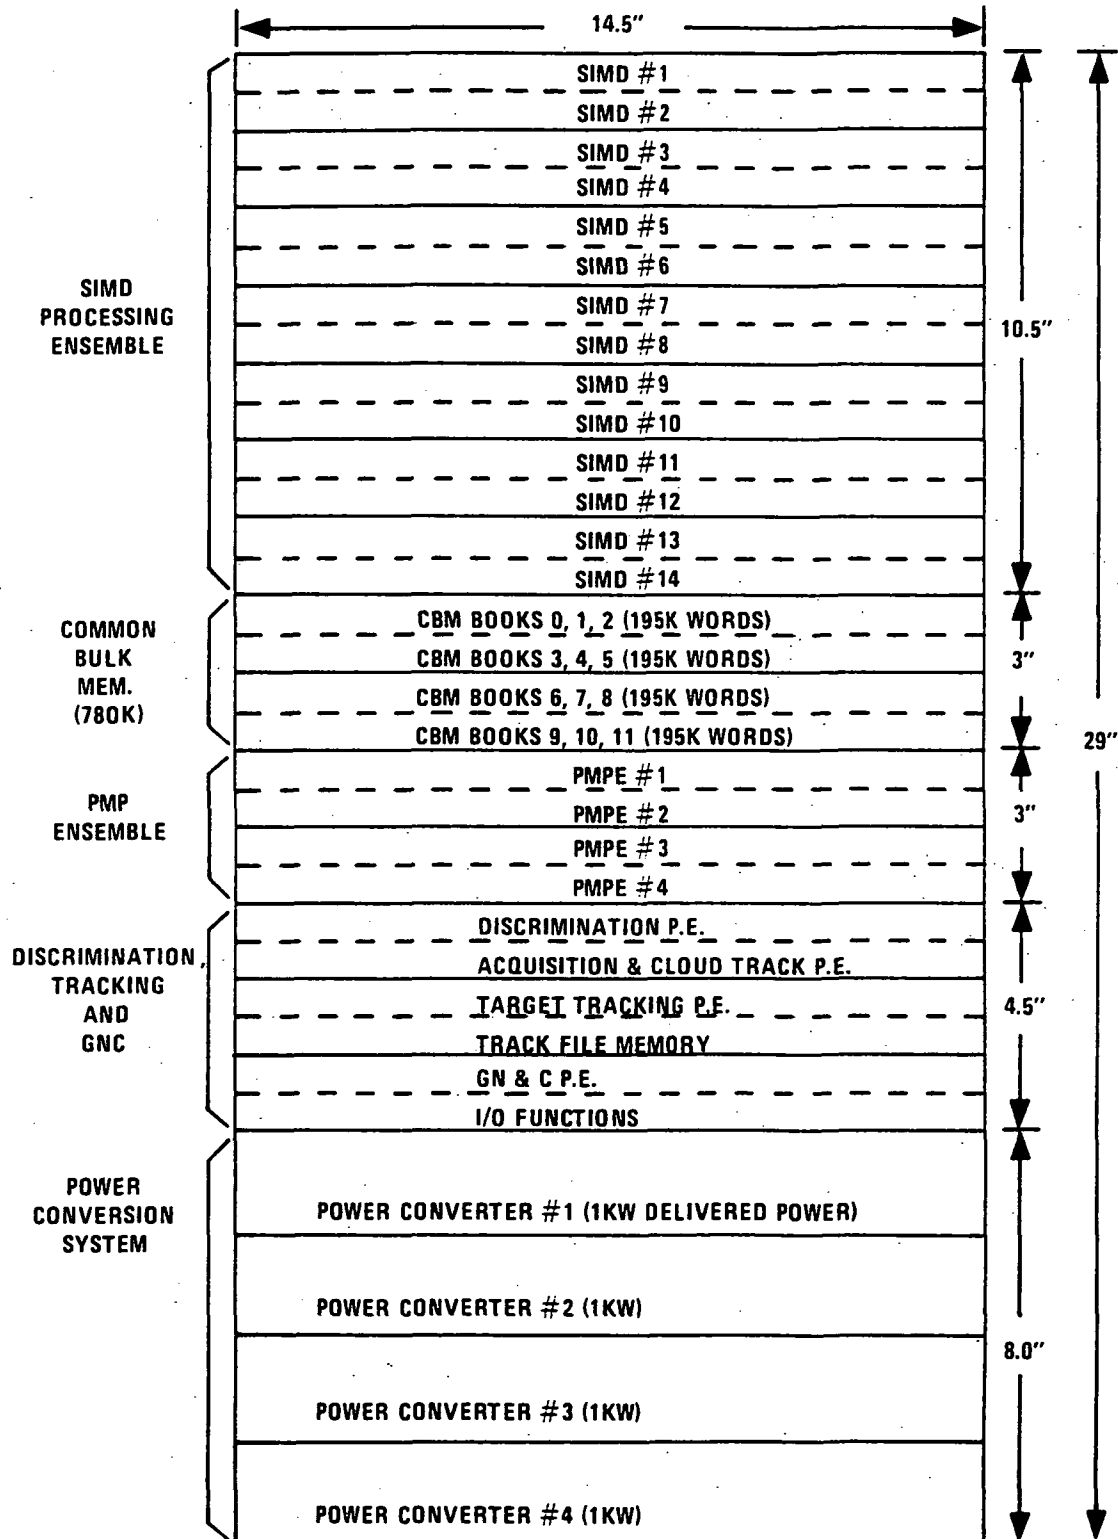 14.5"
SIMD #1
SIMD #2
SIMD #3
SIMD #4
SIMD #5
SIMD #6
SIMD #7
SIMD #8
SIMD #9
SIMD #10
SIMD #11
SIMD #12
SIMD #13
SIMD #14
SIMD
PROCESSING
ENSEMBLE
10.5"
CBM BOOKS 0, 1, 2 (195K WORDS)
CBM BOOKS 3, 4, 5 (195K WORDS)
CBM BOOKS 6, 7, 8 (195K WORDS)
CBM BOOKS 9, 10, 11 (195K WORDS)
COMMON
BULK
MEM.
(780K)
3"
29"
PMPE #1
PMPE #2
PMPE #3
PMPE #4
PMP
ENSEMBLE
3"
DISCRIMINATION P.E.
ACQUISITION & CLOUD TRACK P.E.
TARGET TRACKING P.E.
TRACK FILE MEMORY
GN & C P.E.
I/O FUNCTIONS
DISCRIMINATION,
TRACKING
AND
GNC
4.5"
POWER
CONVERSION
SYSTEM
POWER CONVERTER #1 (1KW DELIVERED POWER)
POWER CONVERTER #2 (1KW)
POWER CONVERTER #3 (1KW)
POWER CONVERTER #4 (1KW)
8.0"